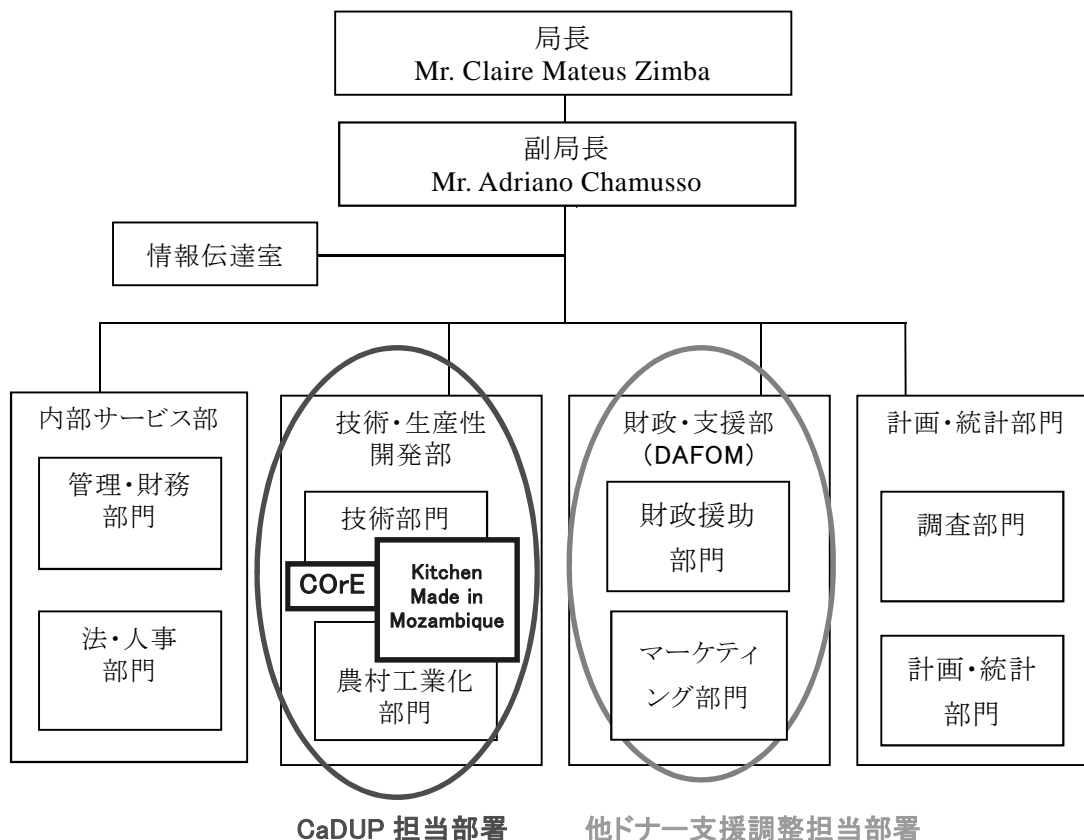 局長
Mr. Claire Mateus Zimba
副局長
Mr. Adriano Chamusso
情報伝達室
内部サービス部
管理・財務
部門
法・人事
部門
技術・生産性
開発部
技術部門
COrE
Kitchen
Made in
Mozambique
農村工業化
部門
財政・支援部
(DAFOM)
財政援助
部門
マーケティ
ング部門
計画・統計部門
調査部門
計画・統計
部門
CaDUP 担当部署
他ドナー支援調整担当部署